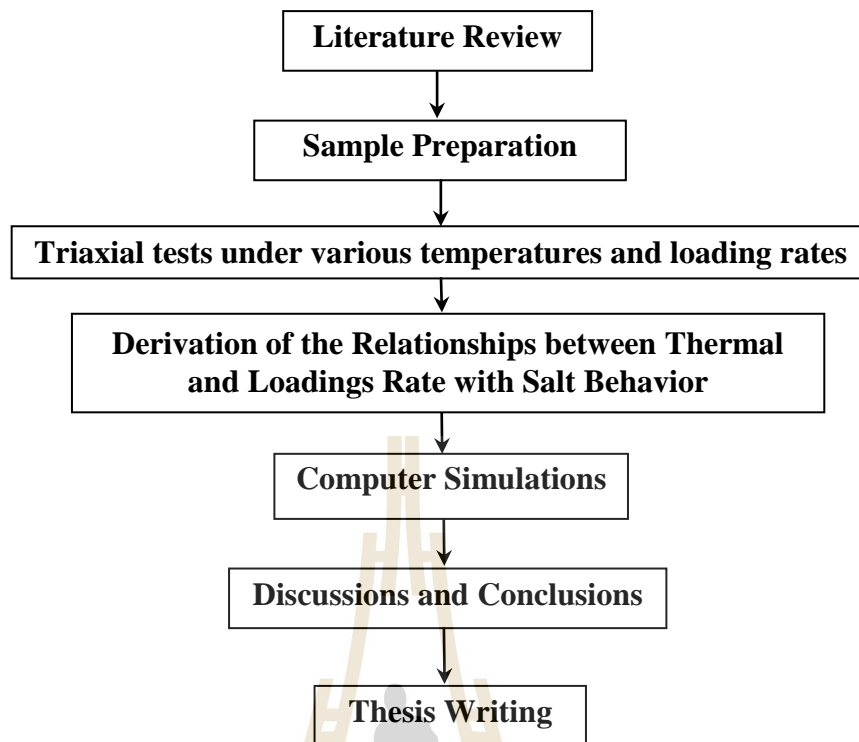 Literature Review
Sample Preparation
Triaxial tests under various temperatures and loading rates
Derivation of the Relationships between Thermal
and Loadings Rate with Salt Behavior
Computer Simulations
Discussions and Conclusions
Thesis Writing